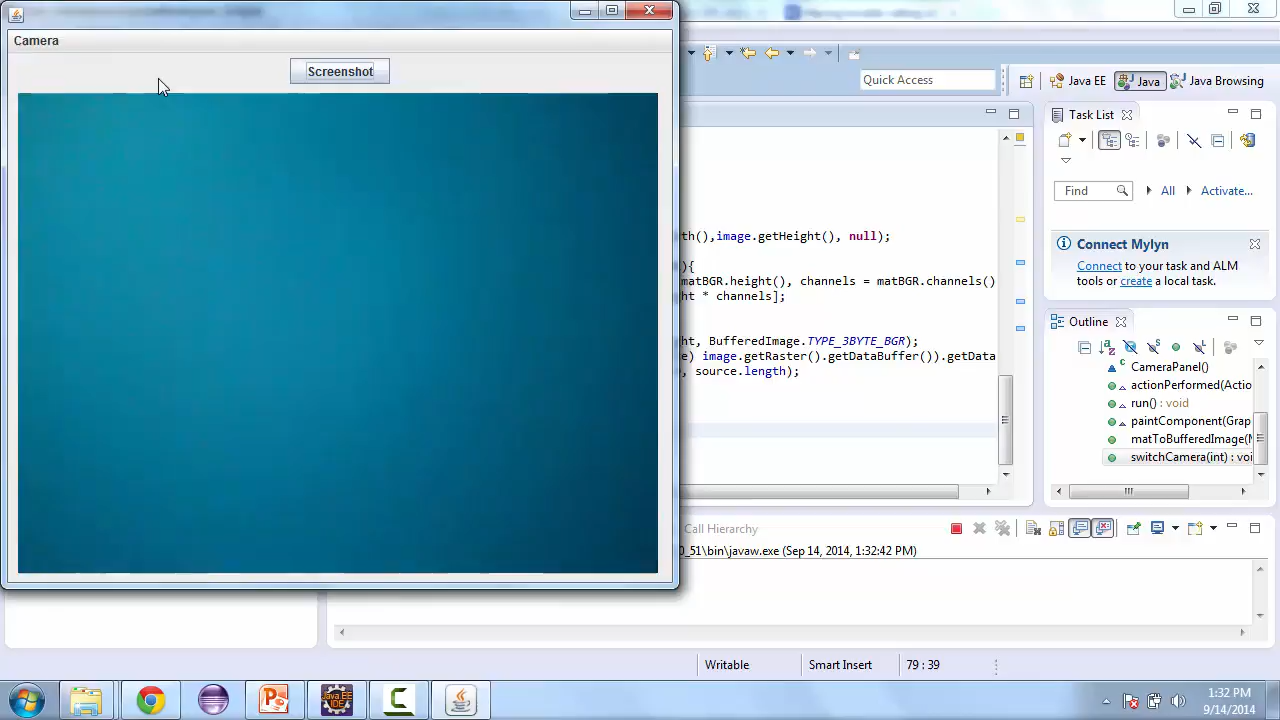 Camera
Screenshot
Quick Access
Java EE
Java
Java Browsing
Task List
Find
All
Activate...
th(),image.getHeight(), null);
){
matBGR.height(), channels = matBGR.channels()
ht * channels];
ht, BufferedImage.TYPE_3BYTE_BGR);
e) image.getRaster().getDataBuffer()).getData
, source.length);
Connect Mylyn
Connect to your task and ALM
tools or create a local task.
Outline
CameraPanel()
actionPerformed(Actio
run() : void
paintComponent(Grap
matToBufferedImage(M
switchCamera(int) : voi
Call Hierarchy
0_51\bin\javaw.exe (Sep 14, 2014, 1:32:42 PM)
Writable
Smart Insert
79 : 39
Java EE
IDE
1:32 PM
9/14/2014